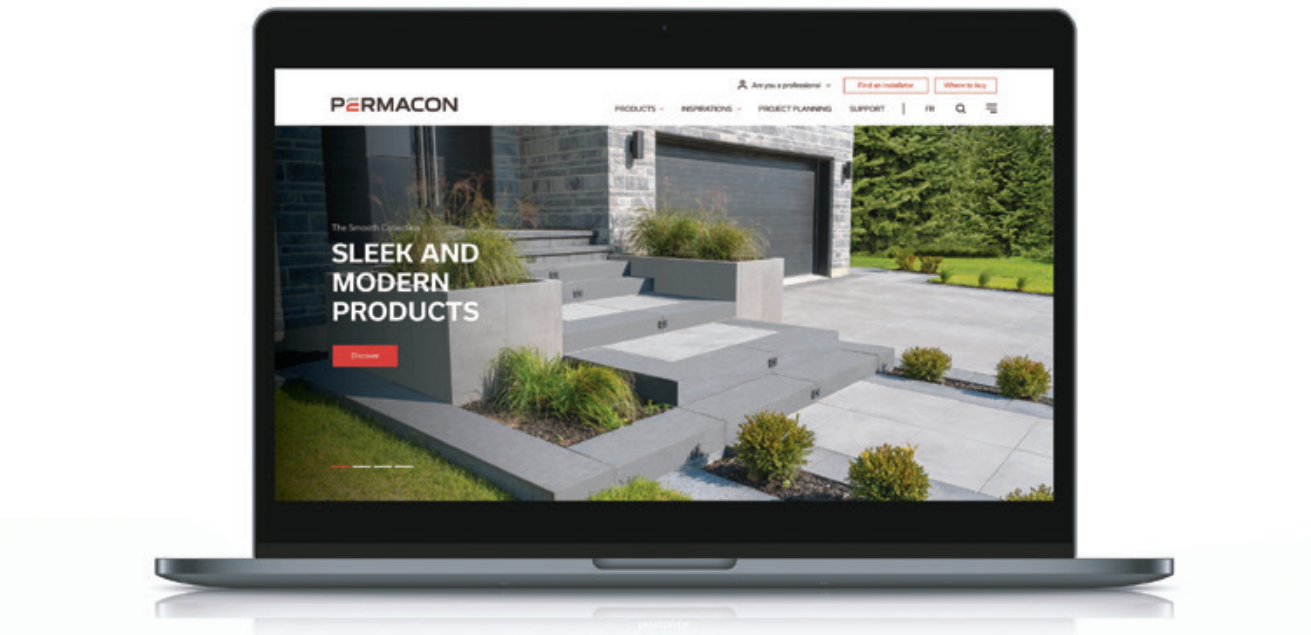 Are you a professional
Find an installator
Where to buy
PERMACON
PRODUCTS
INSPIRATIONS
PROJECT PLANNING
SUPPORT
FR
The Smooth Collection
SLEEK AND
MODERN
PRODUCTS
Discover